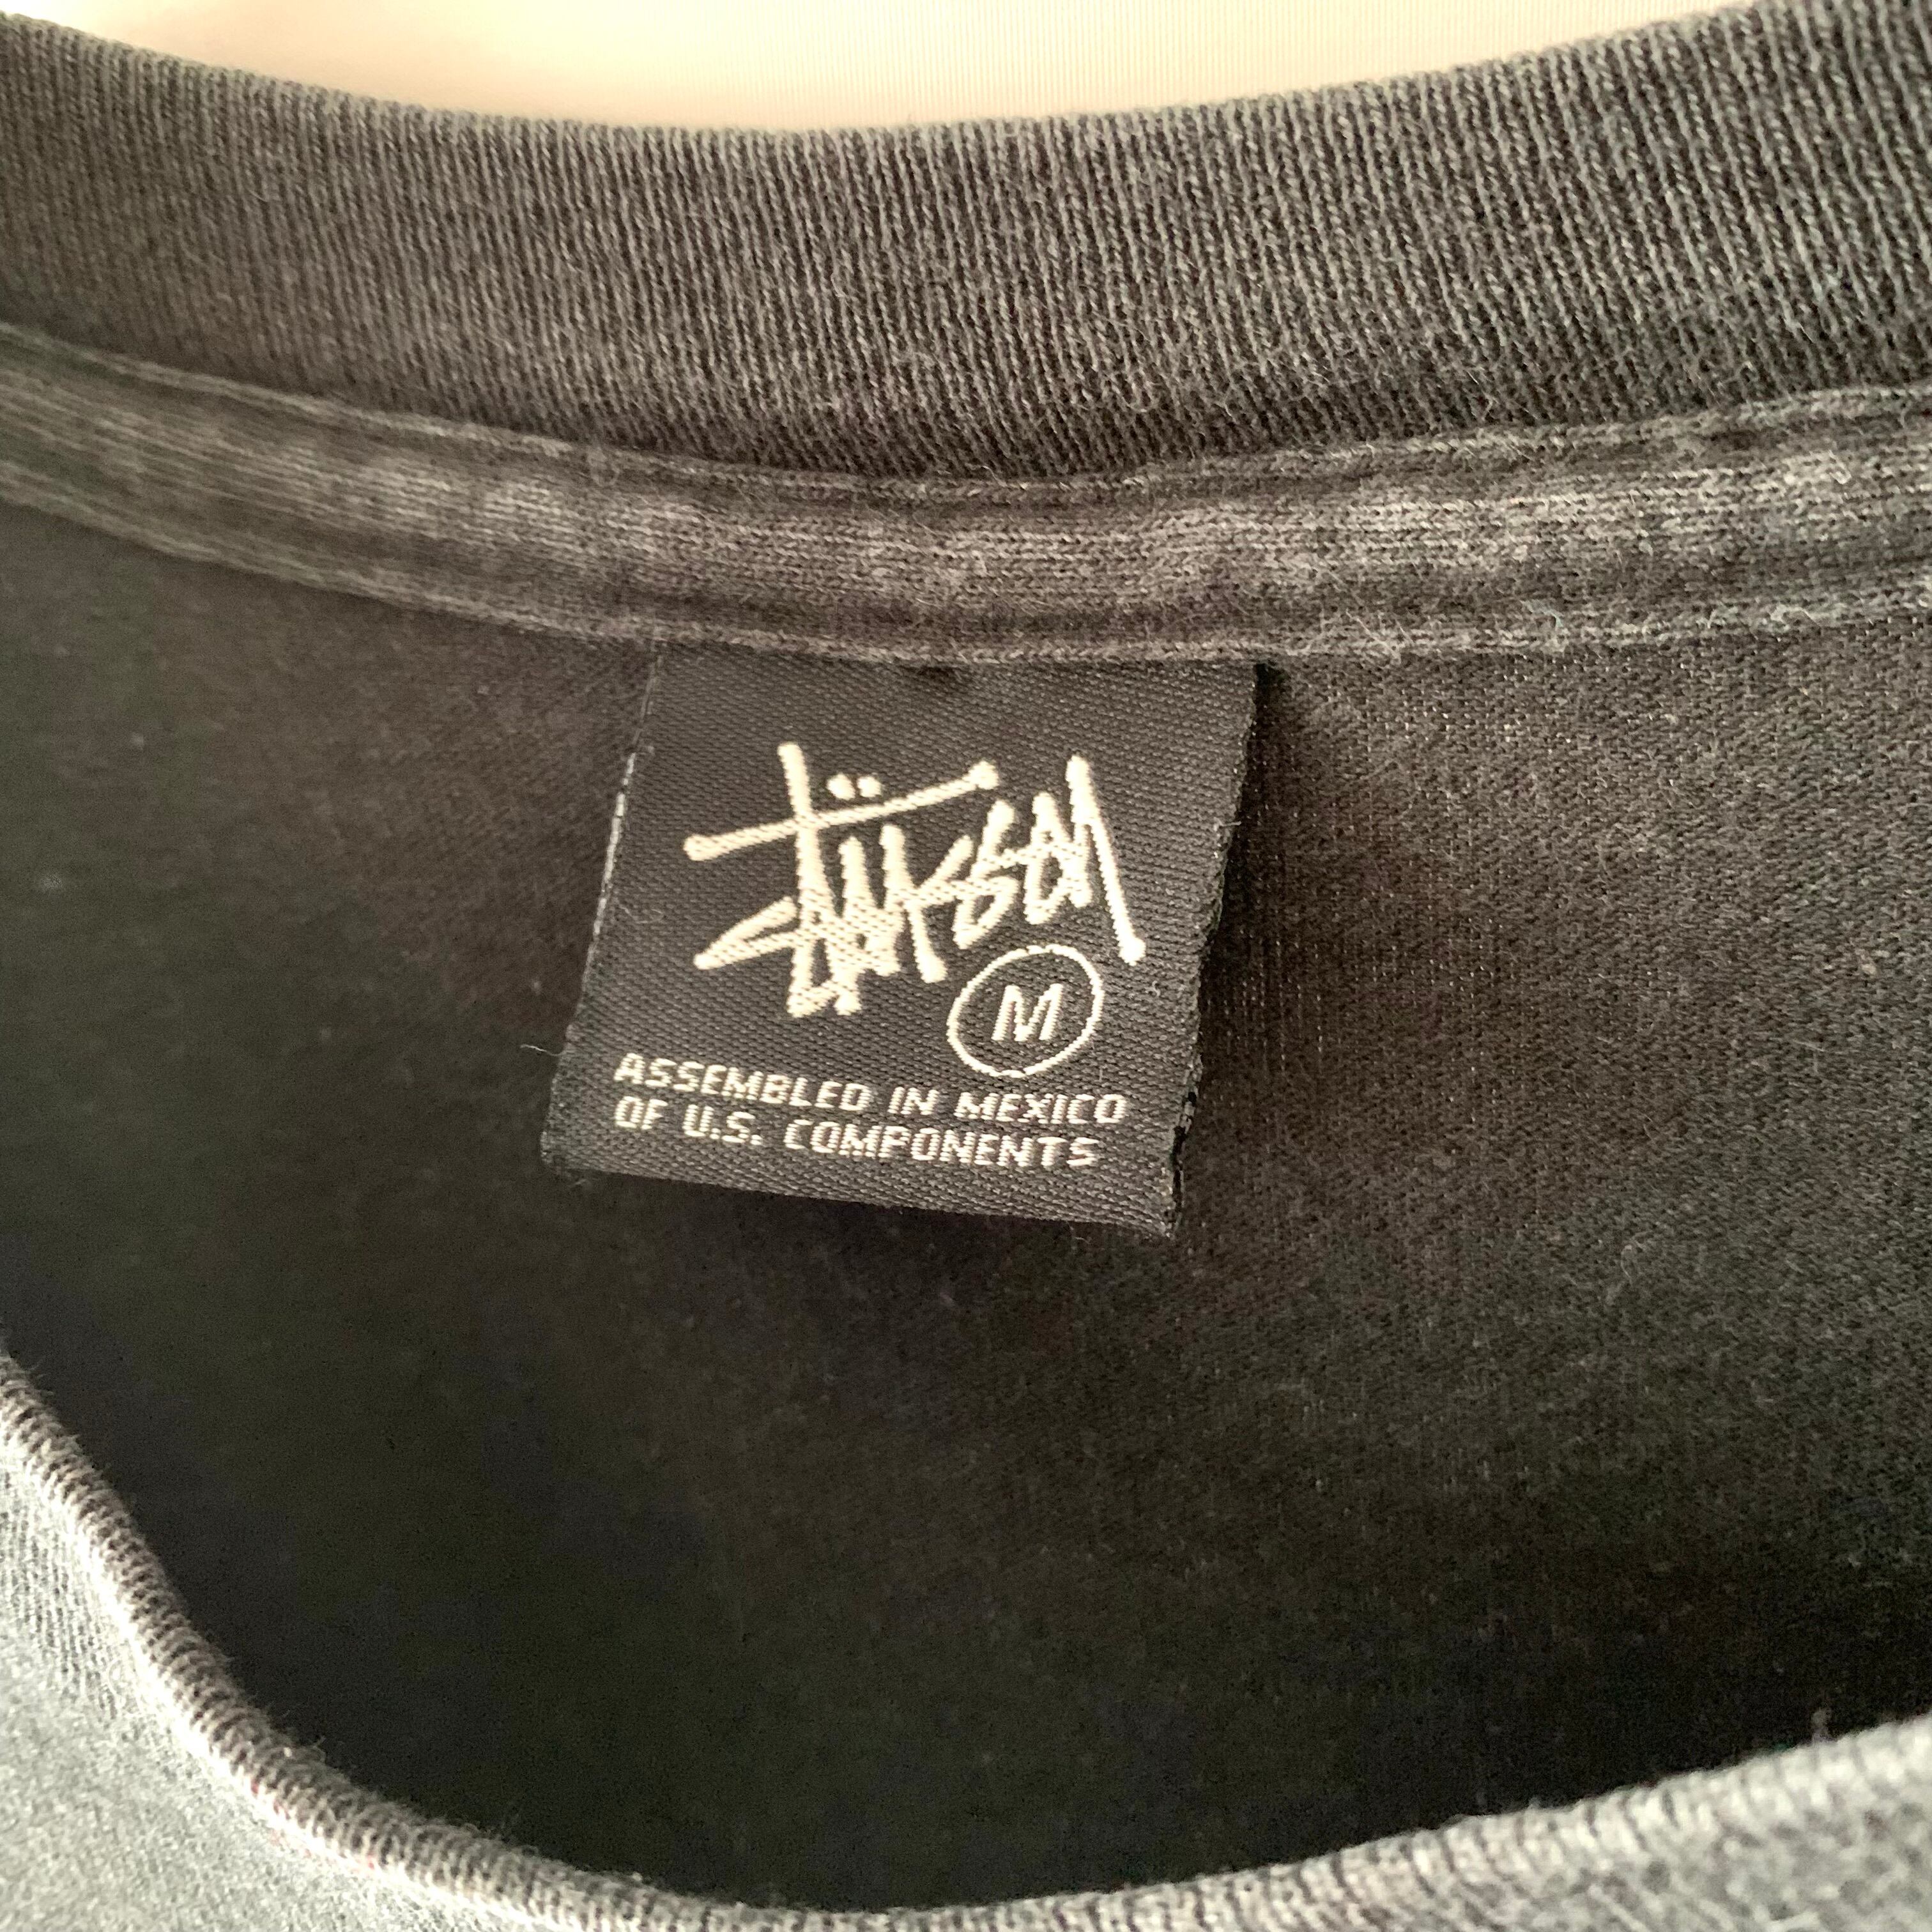 Stüssy
M
ASSEMBLED IN MEXICO
OF U.S. COMPONENTS